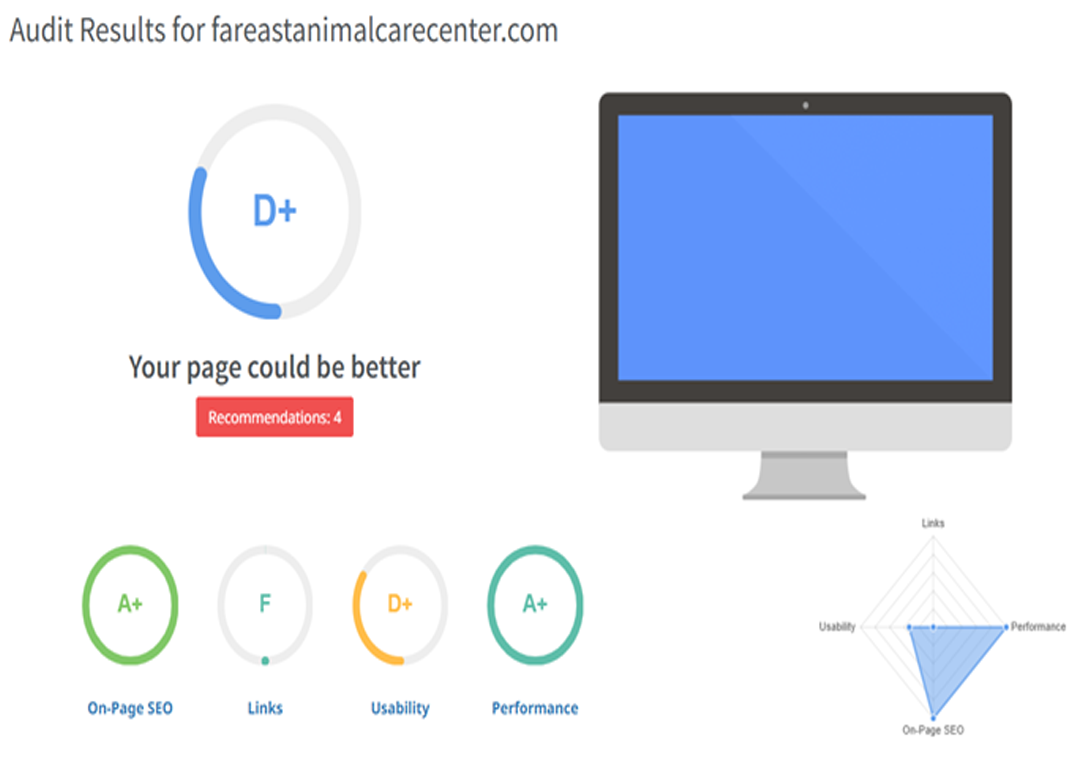 Audit Results for fareastanimalcarecenter.com
D+
Your page could be better
Recommendations: 4
A+
F
D+
A+
On-Page SEO
Links
Usability
Performance
Links
Usability
Performance
On-Page SEO